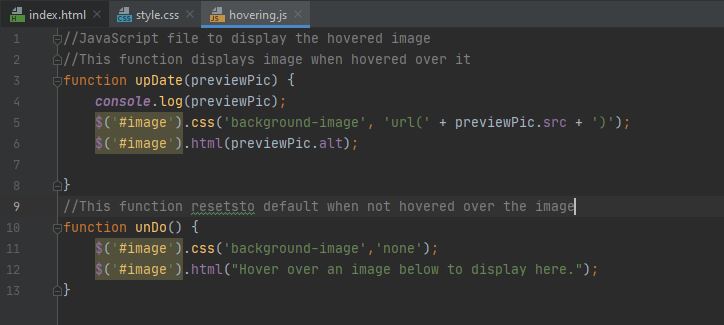 index.html style.css hovering.js
1 //JavaScript file to display the hovered image
2 //This function displays image when hovered over it
3 function upDate(previewPic) {
4 console.log(previewPic);
5 $('#image').css('background-image', 'url(' + previewPic.src + ')');
6 $('#image').html(previewPic.alt);
7
8 }
9 //This function resetsto default when not hovered over the image
10 function unDo() {
11 $('#image').css('background-image','none');
12 $('#image').html("Hover over an image below to display here.");
13 }